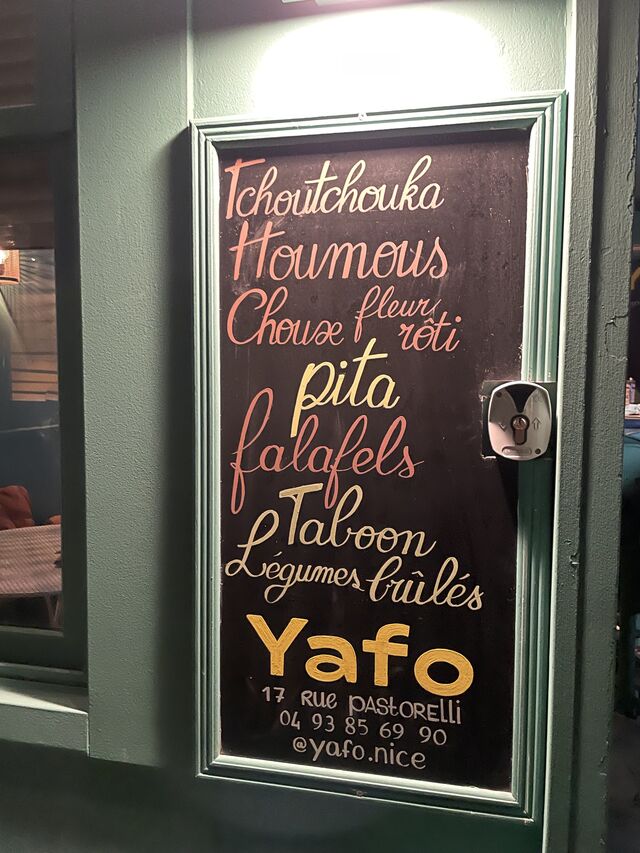 Tchoutchouka
Houmous
Choux fleur
rôti
pita
falafels
Taboon
Légumes brûlés
Yafo
17 Rue PAStORELLi
04 93 85 69 90
@yafo.nice